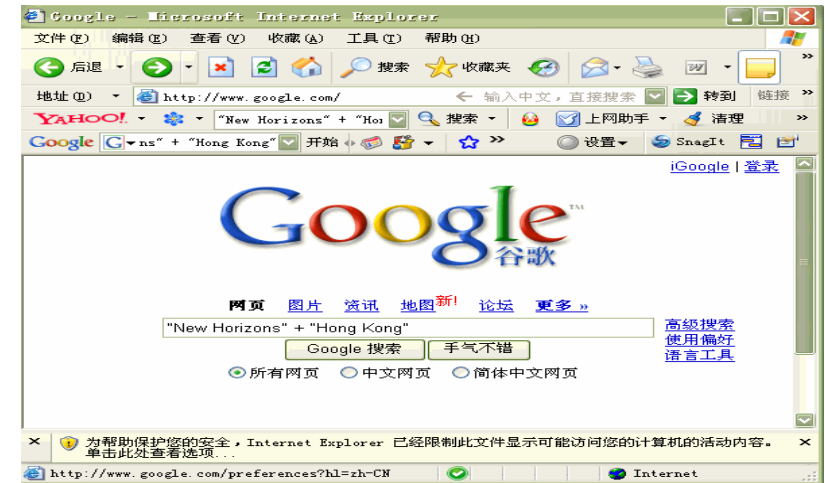 Google - Microsoft Internet Explorer
文件(F) 编辑(E) 查看(V) 收藏(A) 工具(T) 帮助(H)
后退 搜索 收藏夹 »
地址(D) http://www.google.com/ ← 输入中文，直接搜索 转到 链接 »
YAHOO! "New Horizons" + "Ho 搜索 上网助手 清理 »
Google G ns" + "Hong Kong" 开始 » 设置 SnagIt
iGoogle | 登录
Google™
谷歌
网页 图片 资讯 地图新! 论坛 更多 »
"New Horizons" + "Hong Kong" 高级搜索
Google 搜索 手气不错 使用偏好
语言工具
所有网页 中文网页 简体中文网页
为帮助保护您的安全，Internet Explorer 已经限制此文件显示可能访问您的计算机的活动内容。
单击此处查看选项...
http://www.google.com/preferences?hl=zh-CN Internet